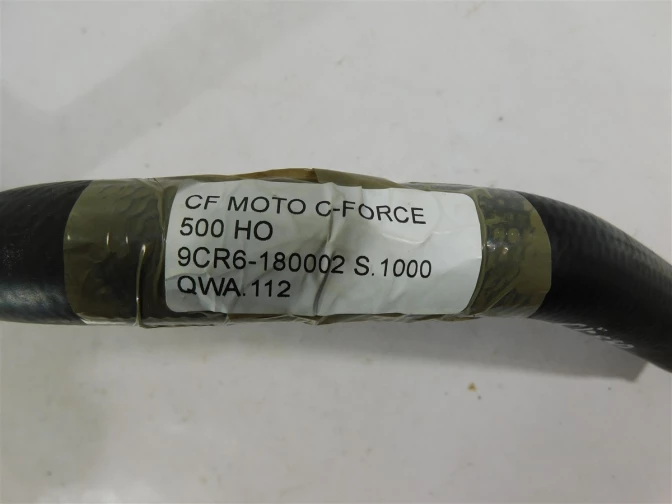 CF MOTO C-FORCE
500 HO
9CR6-180002 S.1000
QWA.112